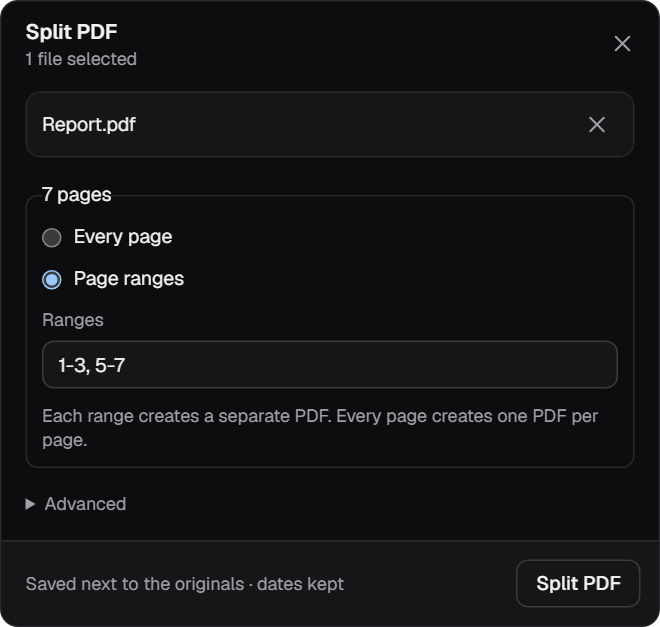 Split PDF
1 file selected
Report.pdf
7 pages
Every page
Page ranges
Ranges
1-3, 5-7
Each range creates a separate PDF. Every page creates one PDF per
page.
Advanced
Saved next to the originals · dates kept
Split PDF